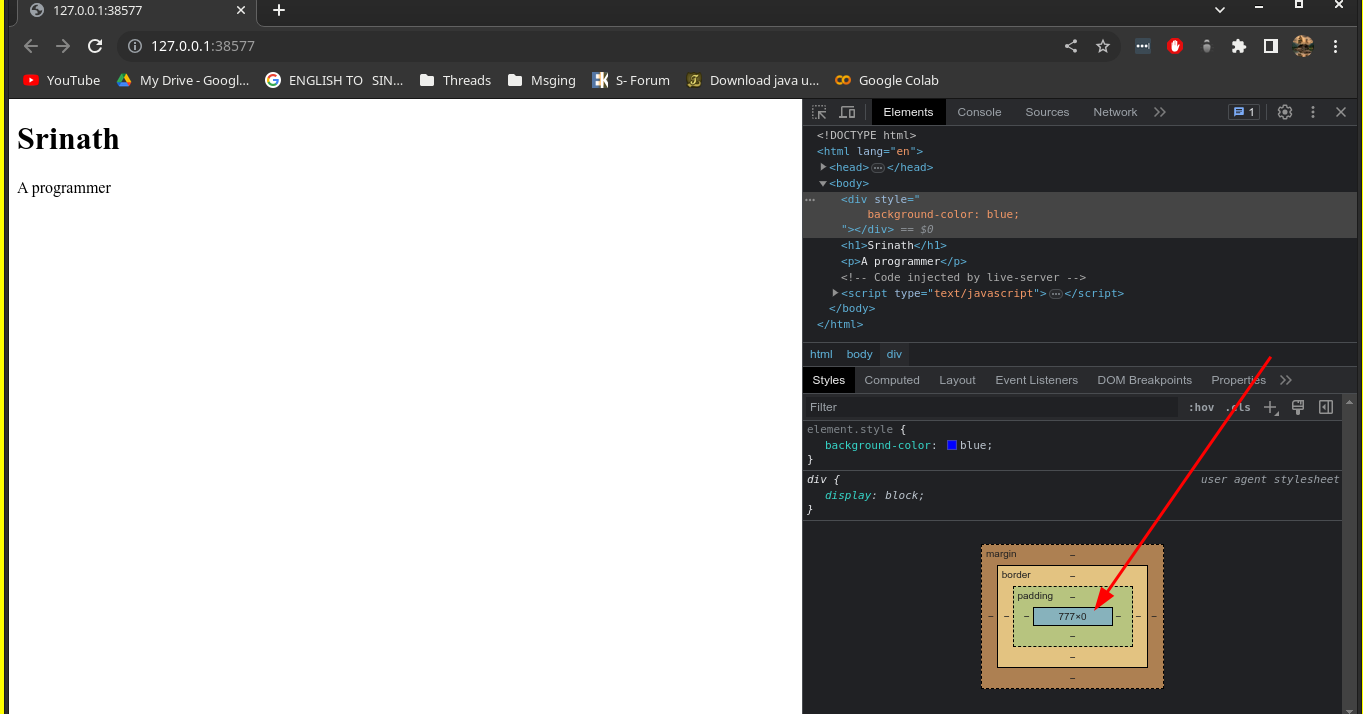 127.0.0.1:38577
127.0.0.1:38577
YouTube My Drive - Googl... ENGLISH TO SIN... Threads Msging S- Forum Download java u... Google Colab
Srinath
A programmer
Elements Console Sources Network 1
<!DOCTYPE html>
<html lang="en">
<head>…</head>
<body>
<div style="
background-color: blue;
"></div> == $0
<h1>Srinath</h1>
<p>A programmer</p>
<!-- Code injected by live-server -->
<script type="text/javascript">…</script>
</body>
</html>
html body div
Styles Computed Layout Event Listeners DOM Breakpoints Properties
Filter :hov .cls
element.style {
background-color: blue;
}
div { user agent stylesheet
display: block;
}
margin –
border –
padding –
– – – 777×0 – – –
–
–
–